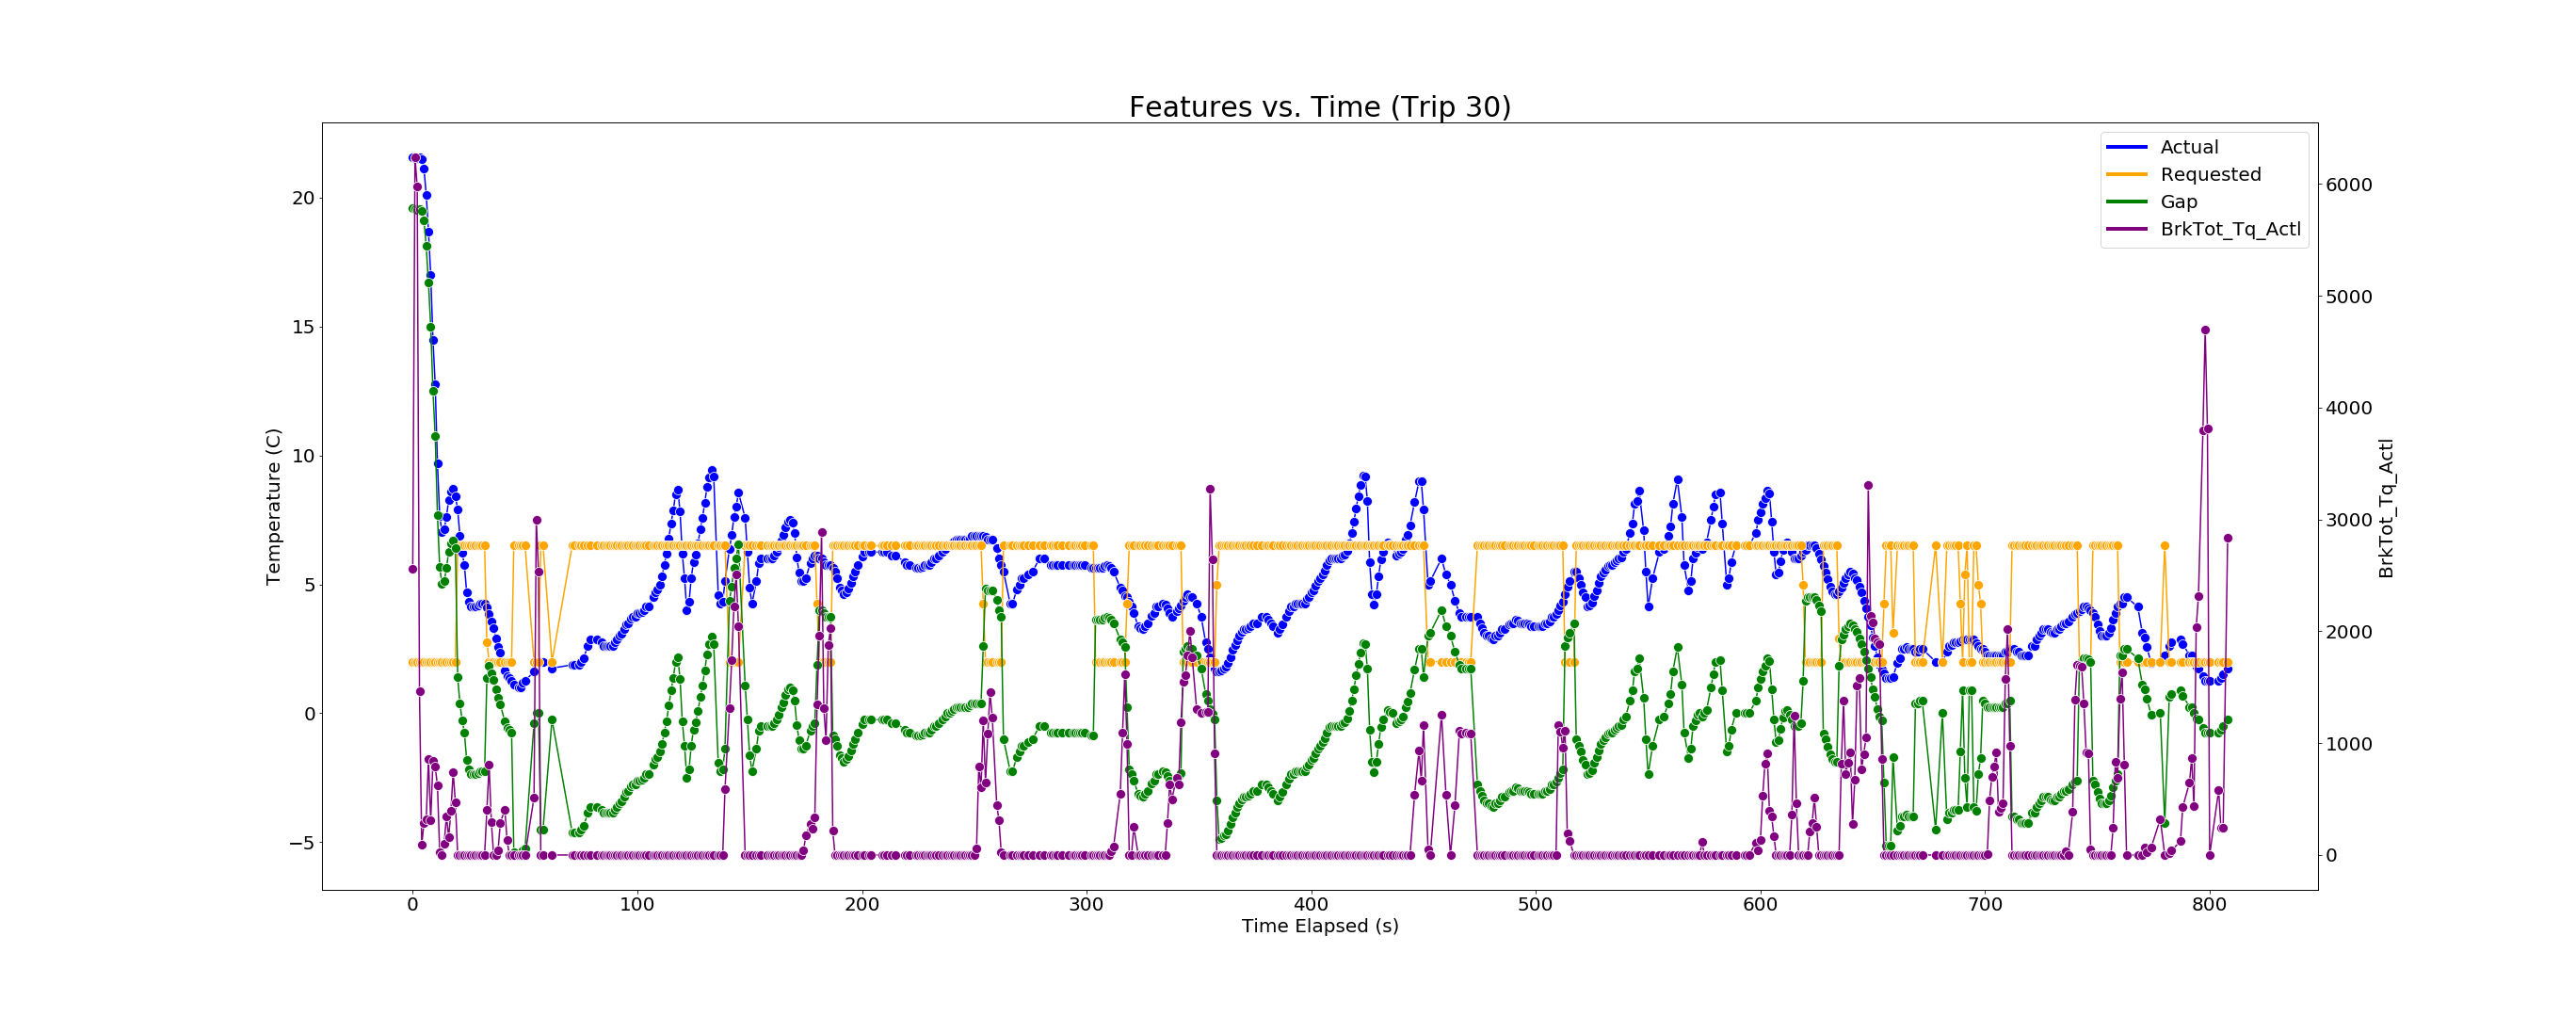 Features vs. Time (Trip 30)
Actual
Requested
Gap
BrkTot_Tq_Actl
Temperature (C)
20
15
10
5
0
−5
6000
5000
4000
3000
2000
1000
0
BrkTot_Tq_Actl
0 100 200 300 400 500 600 700 800
Time Elapsed (s)